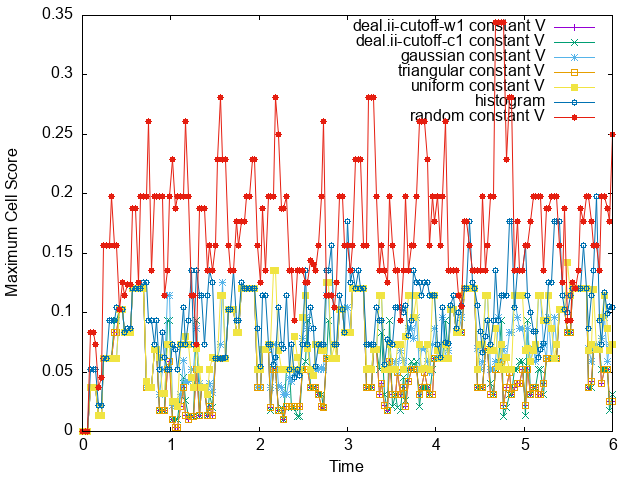 0.35
0.3
0.25
0.2
0.15
0.1
0.05
0
Maximum Cell Score
deal.ii-cutoff-w1 constant V
deal.ii-cutoff-c1 constant V
gaussian constant V
triangular constant V
uniform constant V
histogram
random constant V
0 1 2 3 4 5 6
Time